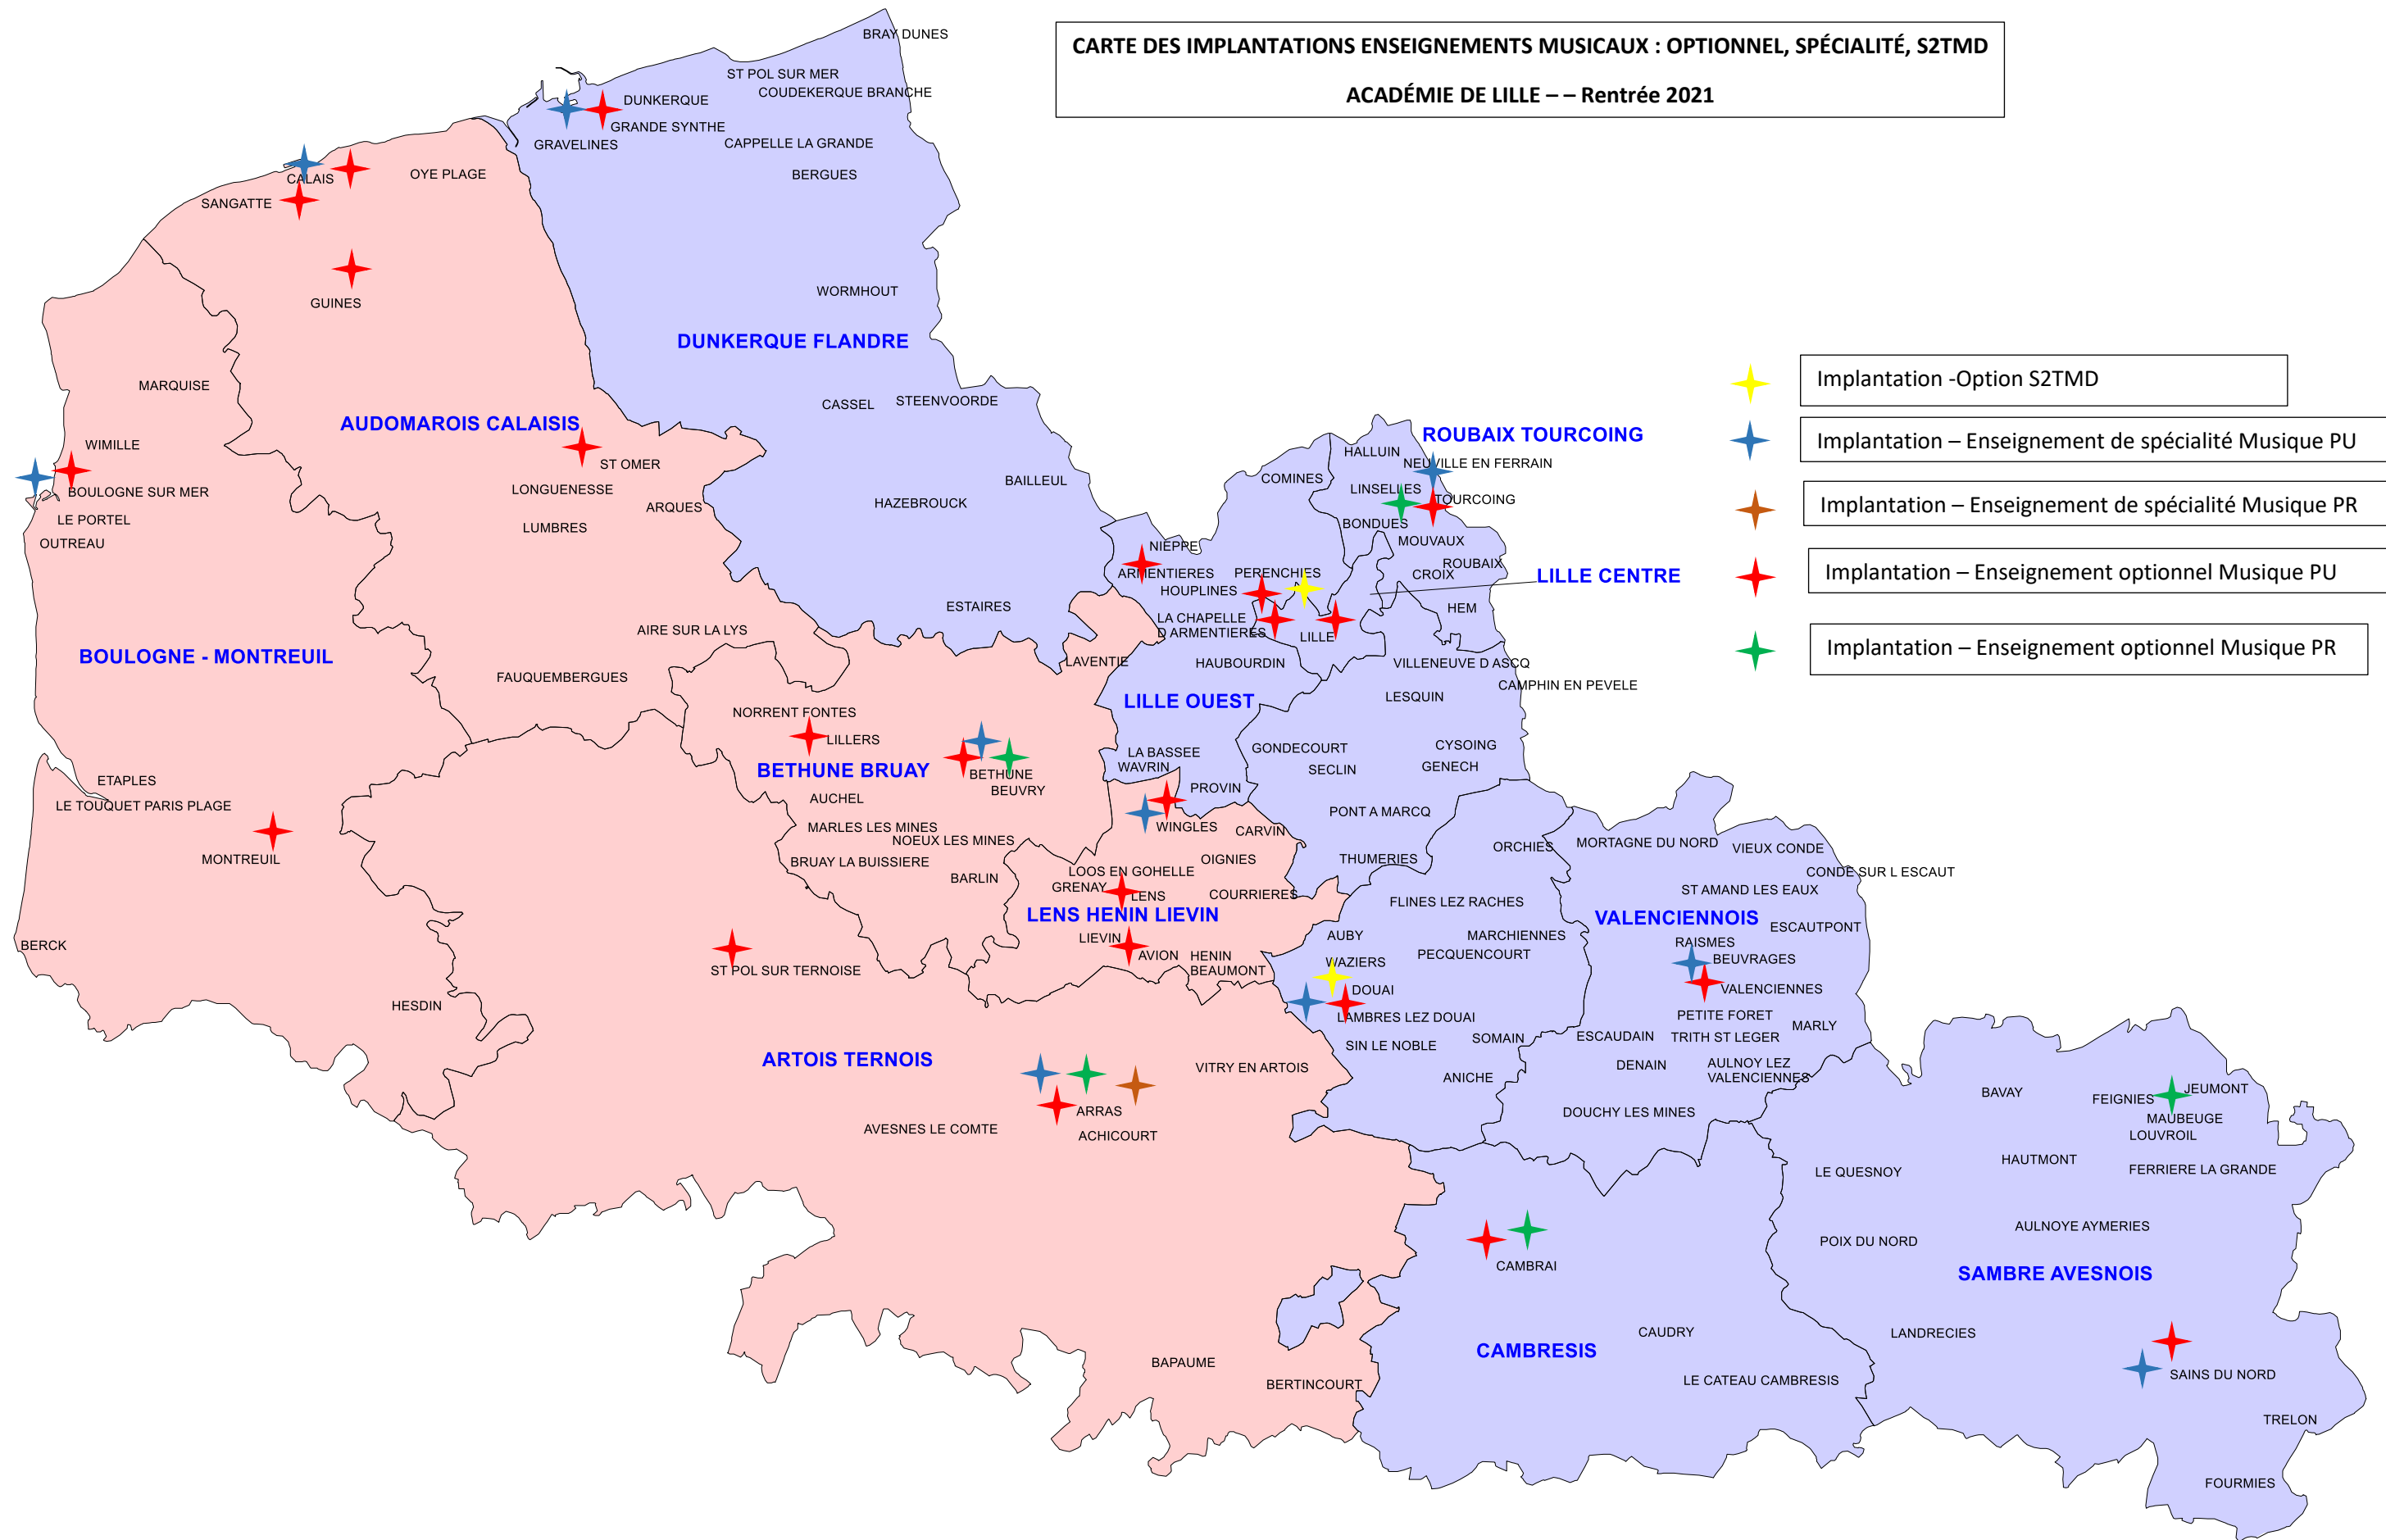 CARTE DES IMPLANTATIONS ENSEIGNEMENTS MUSICAUX : OPTIONNEL, SPÉCIALITÉ, S2TMD
ACADÉMIE DE LILLE – – Rentrée 2021
BRAY DUNES
ST POL SUR MER
COUDEKERQUE BRANCHE
DUNKERQUE
GRANDE SYNTHE
GRAVELINES
CAPPELLE LA GRANDE
BERGUES
OYE PLAGE
CALAIS
SANGATTE
GUINES
WORMHOUT
DUNKERQUE FLANDRE
MARQUISE
CASSEL
STEENVOORDE
AUDOMAROIS CALAISIS
WIMILLE
BOULOGNE SUR MER
LE PORTEL
OUTREAU
ST OMER
LONGUENESSE
ARQUES
LUMBRES
HAZEBROUCK
BAILLEUL
ESTAIRES
Implantation -Option S2TMD
Implantation – Enseignement de spécialité Musique PU
Implantation – Enseignement de spécialité Musique PR
Implantation – Enseignement optionnel Musique PU
Implantation – Enseignement optionnel Musique PR
ROUBAIX TOURCOING
HALLUIN
NEUVILLE EN FERRAIN
COMINES
LINSELLES
TOURCOING
BONDUES
MOUVAUX
ROUBAIX
CROIX
LILLE CENTRE
NIEPPE
ARMENTIERES
PERENCHIES
HOUPLINES
HEM
LA CHAPELLE
D ARMENTIERES
LILLE
AIRE SUR LA LYS
BOULOGNE - MONTREUIL
FAUQUEMBERGUES
LAVENTIE
HAUBOURDIN
VILLENEUVE D ASCQ
CAMPHIN EN PEVELE
LESQUIN
LILLE OUEST
NORRENT FONTES
LILLERS
BETHUNE BRUAY
BETHUNE
BEUVRY
LA BASSEE
WAVRIN
GONDECOURT
CYSOING
SECLIN
GENECH
PROVIN
ETAPLES
LE TOUQUET PARIS PLAGE
MONTREUIL
AUCHEL
MARLES LES MINES
NOEUX LES MINES
BRUAY LA BUISSIERE
BARLIN
WINGLES
CARVIN
PONT A MARCQ
OIGNIES
THUMERIES
ORCHIES
MORTAGNE DU NORD
VIEUX CONDE
CONDE SUR L ESCAUT
LOOS EN GOHELLE
GRENAY
LENS
COURRIERES
LENS HENIN LIEVIN
FLINES LEZ RACHES
ST AMAND LES EAUX
VALENCIENNOIS
ESCAUTPONT
BERCK
ST POL SUR TERNOISE
LIEVIN
AVION
HENIN
BEAUMONT
AUBY
MARCHIENNES
PECQUENCOURT
RAISMES
BEUVRAGES
WAZIERS
DOUAI
VALENCIENNES
HESDIN
LAMBRES LEZ DOUAI
PETITE FORET
MARLY
SIN LE NOBLE
SOMAIN
ESCAUDAIN
TRITH ST LEGER
ARTOIS TERNOIS
VITRY EN ARTOIS
ANICHE
DENAIN
AULNOY LEZ
VALENCIENNES
ARRAS
ACHICOURT
AVESNES LE COMTE
DOUCHY LES MINES
BAVAY
FEIGNIES
JEUMONT
MAUBEUGE
LOUVROIL
HAUTMONT
FERRIERE LA GRANDE
LE QUESNOY
AULNOYE AYMERIES
POIX DU NORD
CAMBRAI
SAMBRE AVESNOIS
CAUDRY
LANDRECIES
CAMBRESIS
BAPAUME
BERTINCOURT
LE CATEAU CAMBRESIS
SAINS DU NORD
TRELON
FOURMIES